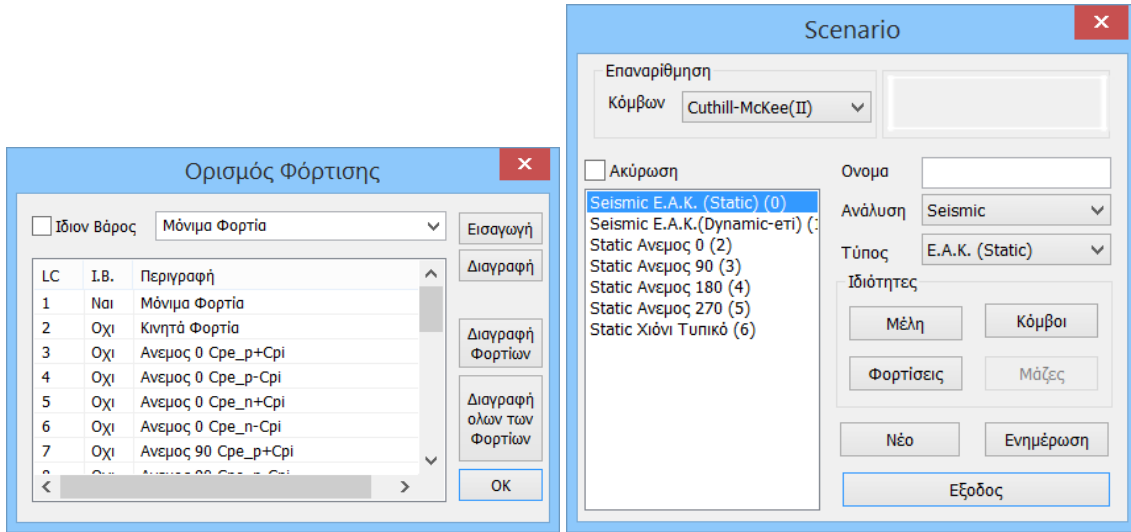 Ορισμός Φόρτισης
Ιδιον Βάρος Μόνιμα Φορτία Εισαγωγή
Διαγραφή
LC Ι.Β. Περιγραφή
1 Ναι Μόνιμα Φορτία
2 Οχι Κινητά Φορτία
3 Οχι Ανεμος 0 Cpe_p+Cpi
4 Οχι Ανεμος 0 Cpe_p-Cpi
5 Οχι Ανεμος 0 Cpe_n+Cpi
6 Οχι Ανεμος 0 Cpe_n-Cpi
7 Οχι Ανεμος 90 Cpe_p+Cpi
Διαγραφή
Φορτίων
Διαγραφή
ολων των
Φορτίων
OK
Scenario
Επαναρίθμηση
Κόμβων Cuthill-McKee(II)
Ακύρωση
Seismic Ε.Α.Κ. (Static) (0)
Seismic Ε.Α.Κ.(Dynamic-eτi)
Static Ανεμος 0 (2)
Static Ανεμος 90 (3)
Static Ανεμος 180 (4)
Static Ανεμος 270 (5)
Static Χιόνι Τυπικό (6)
Ονομα
Ανάλυση Seismic
Τύπος Ε.Α.Κ. (Static)
Ιδιότητες
Μέλη Κόμβοι
Φορτίσεις Μάζες
Νέο Ενημέρωση
Εξοδος